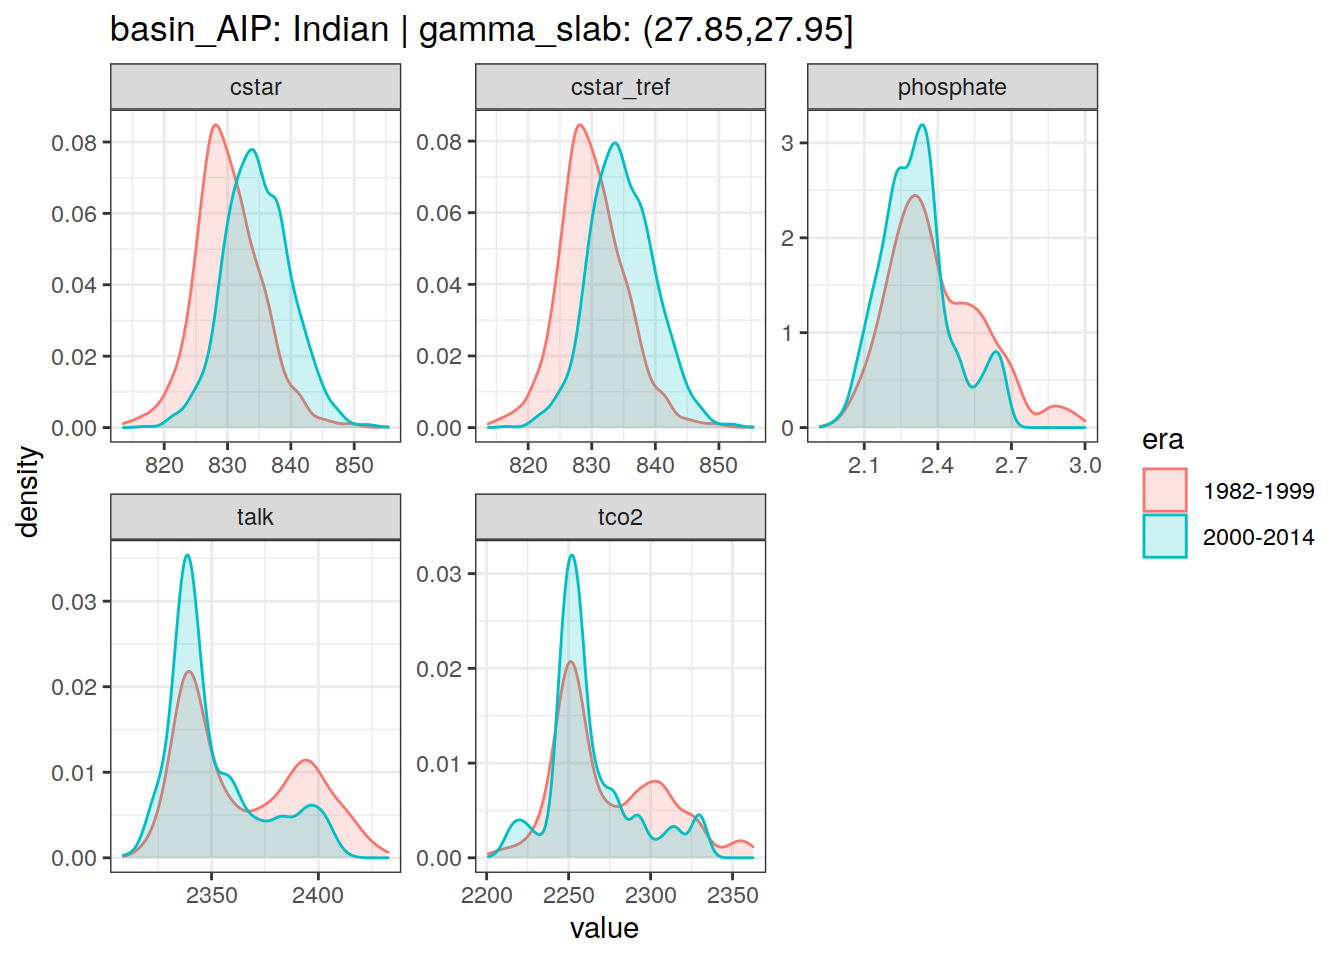 basin_AIP: Indian | gamma_slab: (27.85,27.95]
cstar
cstar_tref
phosphate
0.08
0.06
0.04
0.02
0.00
820 830 840 850
0.08
0.06
0.04
0.02
0.00
820 830 840 850
3
2
1
0
2.1 2.4 2.7 3.0
density
talk
tco2
0.03
0.02
0.01
0.00
2350 2400
0.03
0.02
0.01
0.00
2200 2250 2300 2350
value
era
1982-1999
2000-2014